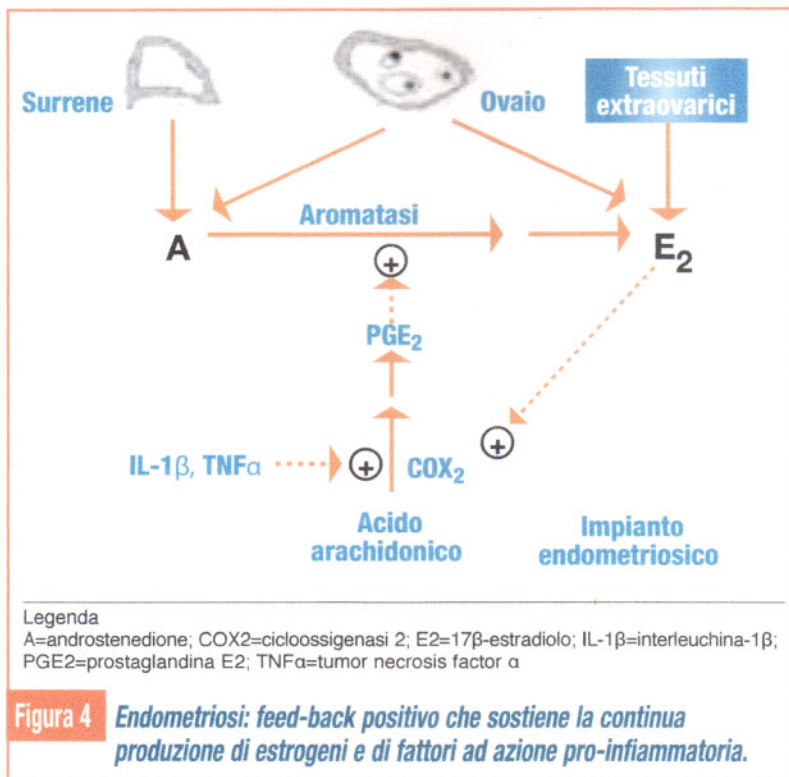 Surrene
Ovaio
Tessuti
extraovarici
Aromatasi
A
E₂
+
PGE₂
IL-1β, TNFα
+
COX₂
+
Acido
arachidonico
Impianto
endometriosico
Legenda
A=androstenedione; COX2=cicloossigenasi 2; E2=17β-estradiolo; IL-1β=interleuchina-1β;
PGE2=prostaglandina E2; TNFα=tumor necrosis factor α
Figura 4 Endometriosi: feed-back positivo che sostiene la continua
produzione di estrogeni e di fattori ad azione pro-infiammatoria.